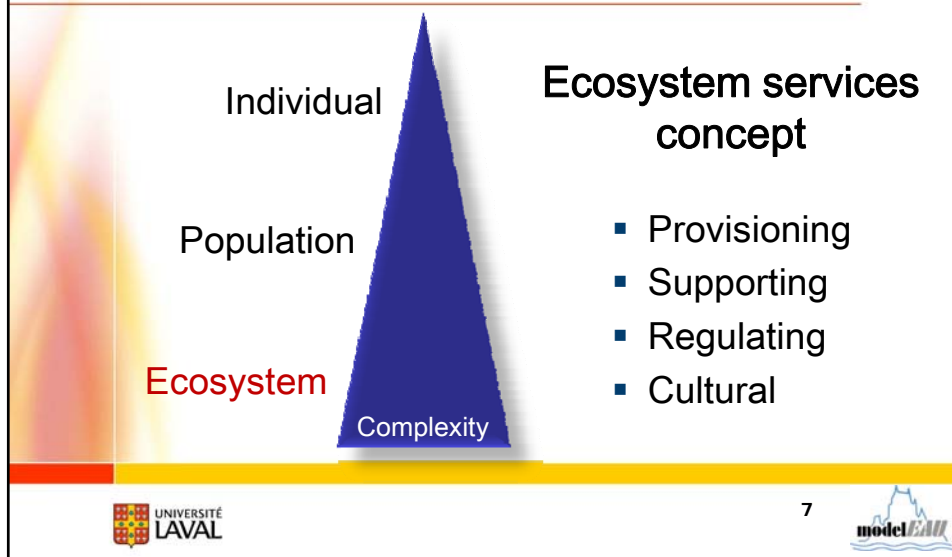 Individual
Population
Ecosystem
Complexity
Ecosystem services
concept
▪ Provisioning
▪ Supporting
▪ Regulating
▪ Cultural
UNIVERSITÉ
LAVAL
7
modelEAU